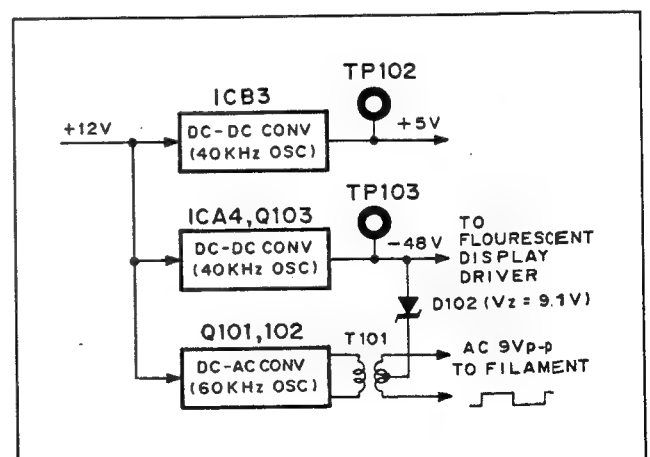 TP102
ICB3
+12V
DC-DC CONV
(40KHz OSC)
+5V
TP103
ICA4,Q103
DC-DC CONV
(40KHz OSC)
-48V
TO
FLOURESCENT
DISPLAY
DRIVER
D102 (Vz = 9.1V)
Q101,102
T101
DC-AC CONV
(60KHz OSC)
AC 9Vp-p
TO FILAMENT